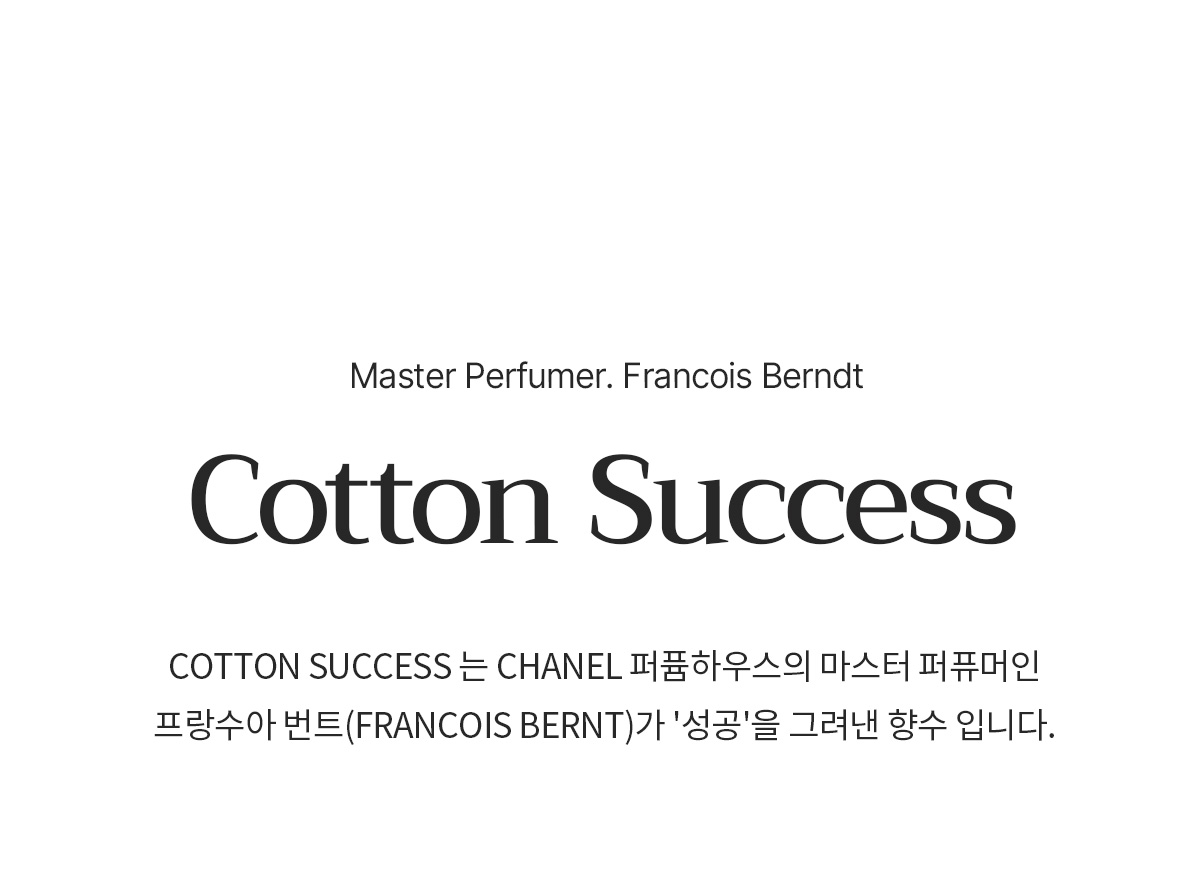 Master Perfumer. Francois Berndt
Cotton Success
COTTON SUCCESS 는 CHANEL 퍼퓸하우스의 마스터 퍼퓨머인
프랑수아 번트(FRANCOIS BERNT)가 '성공'을 그려낸 향수 입니다.